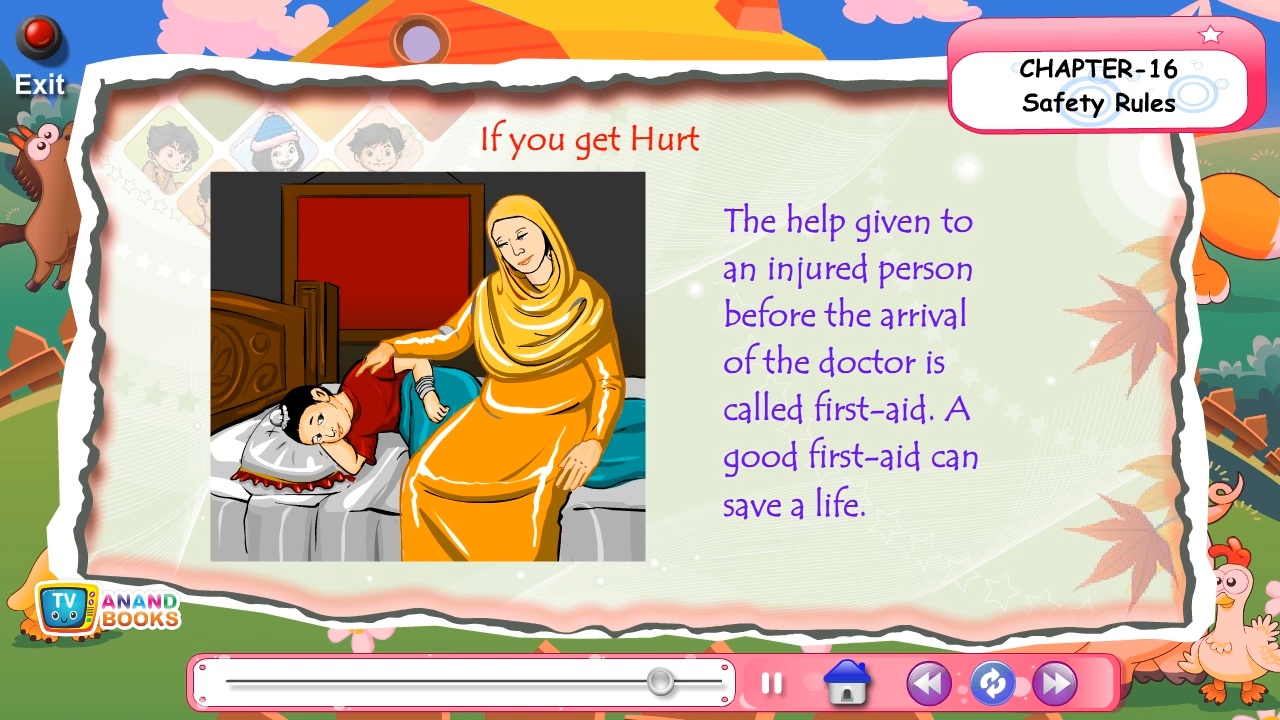 Exit
CHAPTER-16
Safety Rules
If you get Hurt
The help given to
an injured person
before the arrival
of the doctor is
called first-aid. A
good first-aid can
save a life.
TV
ANAND
BOOKS